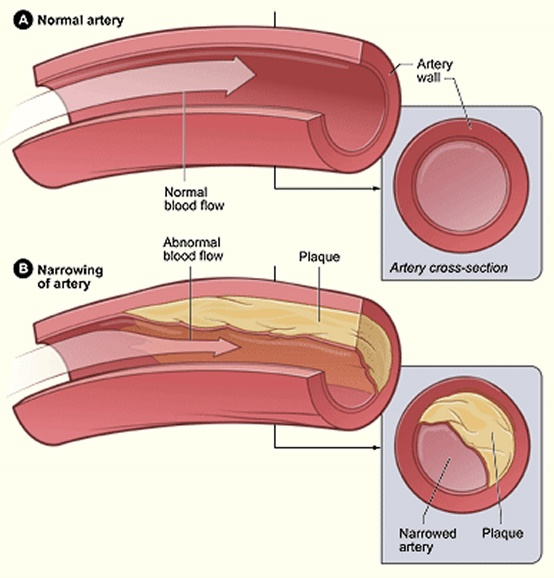 A Normal artery
Artery
wall
Normal
blood flow
Artery cross-section
B Narrowing
of artery
Abnormal
blood flow
Plaque
Narrowed
artery
Plaque